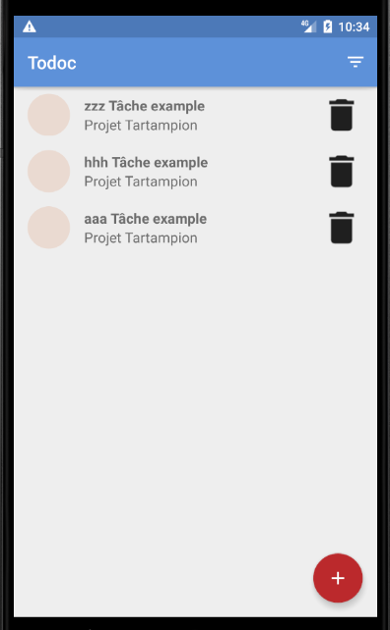 4G 10:34
Todoc
zzz Tâche example
Projet Tartampion
hhh Tâche example
Projet Tartampion
aaa Tâche example
Projet Tartampion